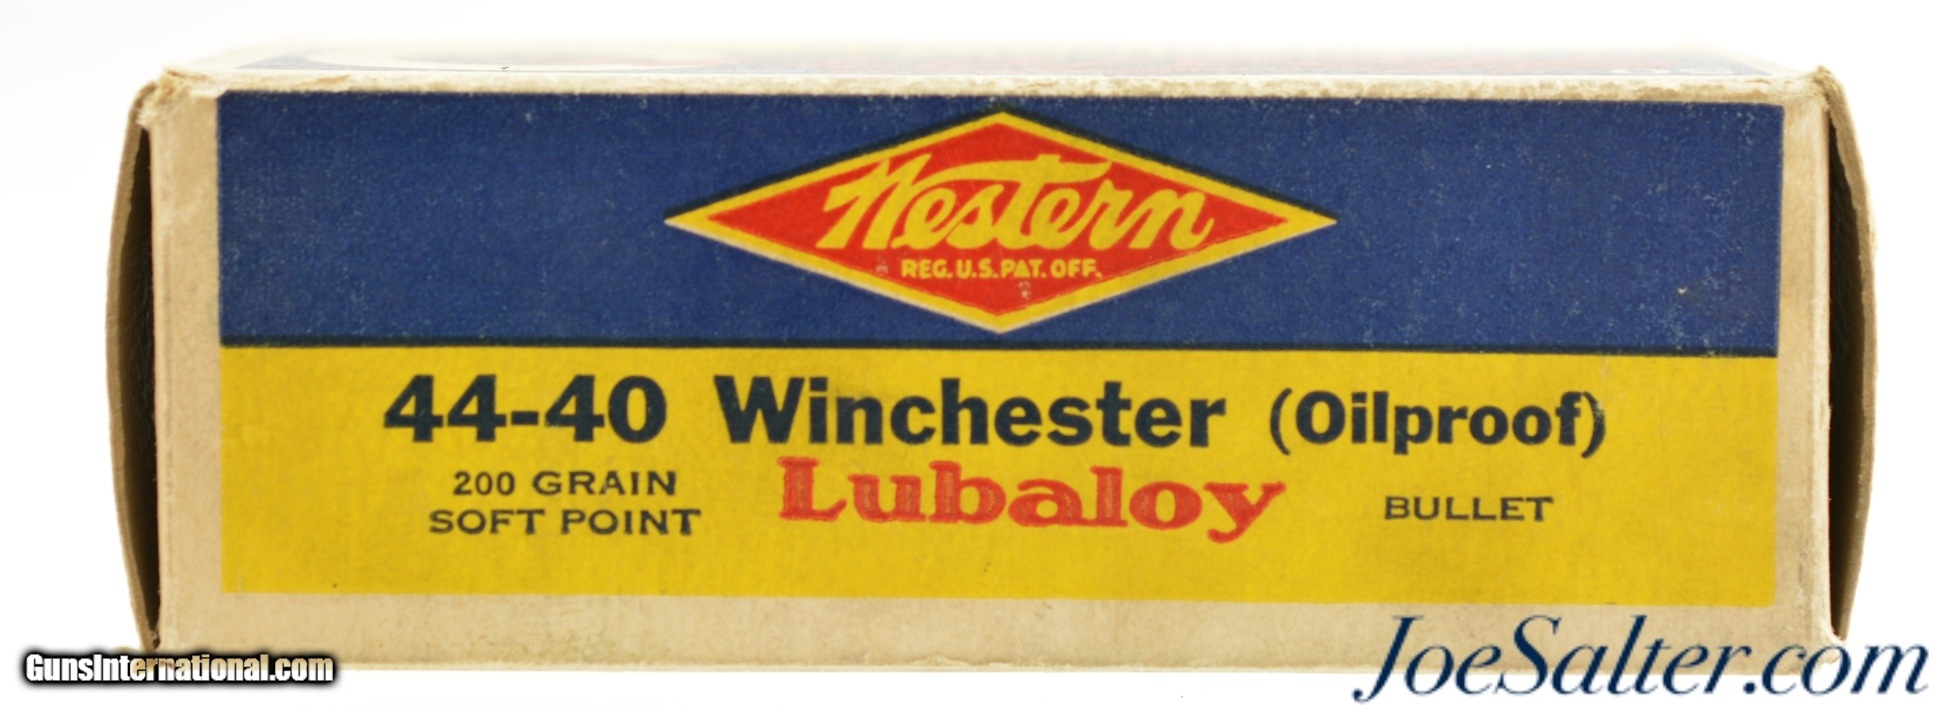 Western
REG. U.S. PAT. OFF.
44-40 Winchester (Oilproof)
200 GRAIN
SOFT POINT
Lubaloy
BULLET
GunsInternational.com
JoeSalter.com